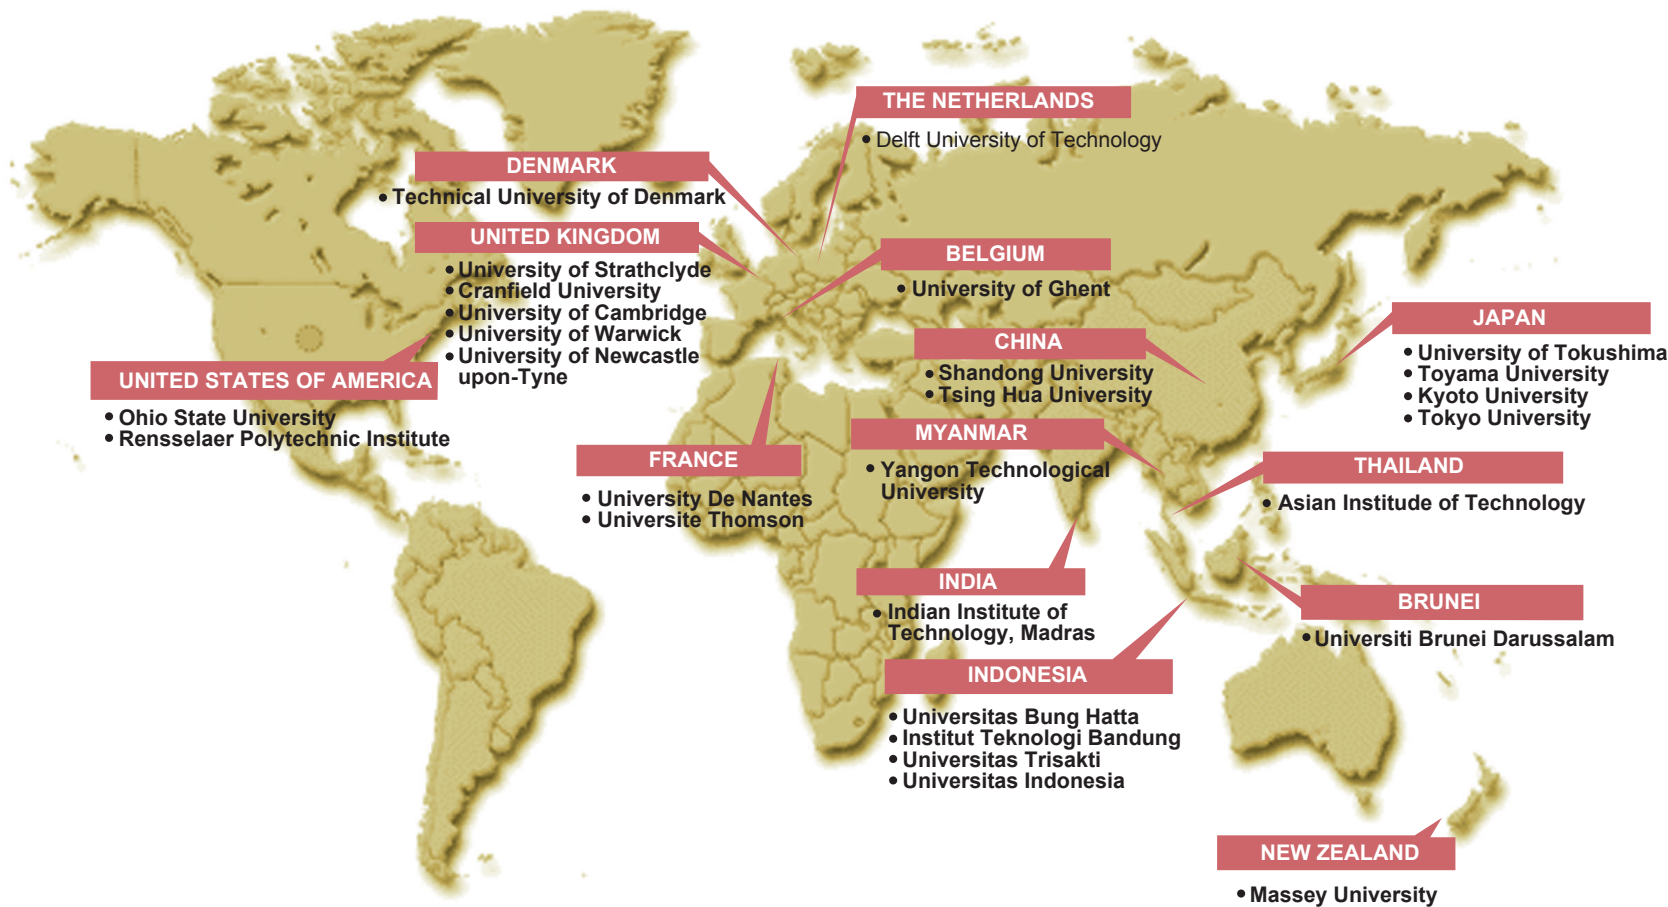 THE NETHERLANDS
• Delft University of Technology
DENMARK
• Technical University of Denmark
UNITED KINGDOM
• University of Strathclyde
• Cranfield University
• University of Cambridge
• University of Warwick
• University of Newcastle
upon-Tyne
BELGIUM
• University of Ghent
UNITED STATES OF AMERICA
• Ohio State University
• Rensselaer Polytechnic Institute
CHINA
• Shandong University
• Tsing Hua University
JAPAN
• University of Tokushima
• Toyama University
• Kyoto University
• Tokyo University
FRANCE
• University De Nantes
• Universite Thomson
MYANMAR
• Yangon Technological
University
THAILAND
• Asian Institude of Technology
INDIA
• Indian Institute of
Technology, Madras
BRUNEI
• Universiti Brunei Darussalam
INDONESIA
• Universitas Bung Hatta
• Institut Teknologi Bandung
• Universitas Trisakti
• Universitas Indonesia
NEW ZEALAND
• Massey University